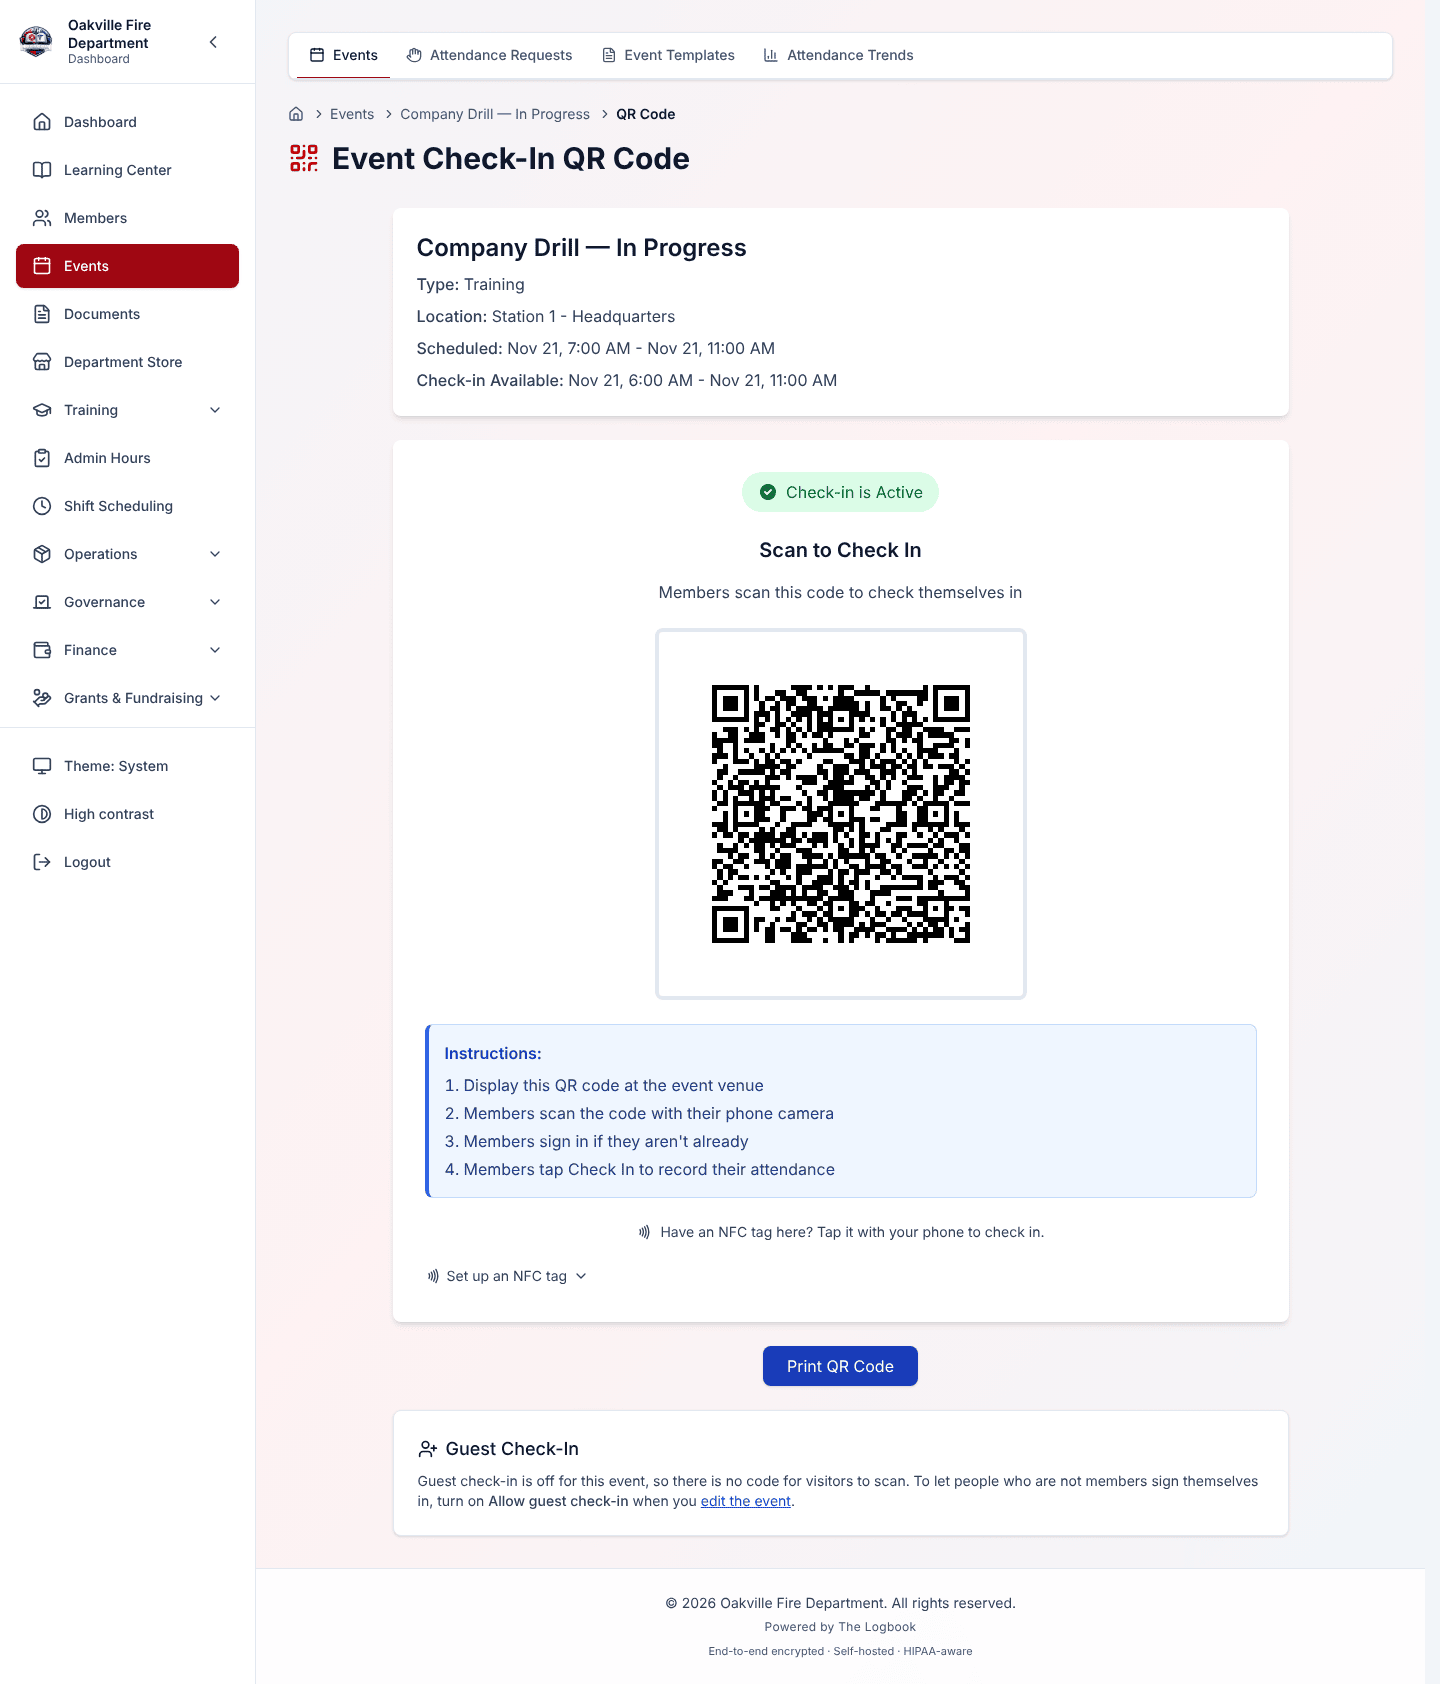 Oakville Fire
Department
Dashboard
Dashboard
Learning Center
Members
Events
Documents
Department Store
Training
Admin Hours
Shift Scheduling
Operations
Governance
Finance
Grants & Fundraising
Theme: System
High contrast
Logout
Events
Attendance Requests
Event Templates
Attendance Trends
Events
Company Drill — In Progress
QR Code
Event Check-In QR Code
Company Drill — In Progress
Type: Training
Location: Station 1 - Headquarters
Scheduled: Nov 21, 7:00 AM - Nov 21, 11:00 AM
Check-in Available: Nov 21, 6:00 AM - Nov 21, 11:00 AM
Check-in is Active
Scan to Check In
Members scan this code to check themselves in
Instructions:
1. Display this QR code at the event venue
2. Members scan the code with their phone camera
3. Members sign in if they aren't already
4. Members tap Check In to record their attendance
Have an NFC tag here? Tap it with your phone to check in.
Set up an NFC tag
Print QR Code
Guest Check-In
Guest check-in is off for this event, so there is no code for visitors to scan. To let people who are not members sign themselves
in, turn on Allow guest check-in when you edit the event.
© 2026 Oakville Fire Department. All rights reserved.
Powered by The Logbook
End-to-end encrypted · Self-hosted · HIPAA-aware